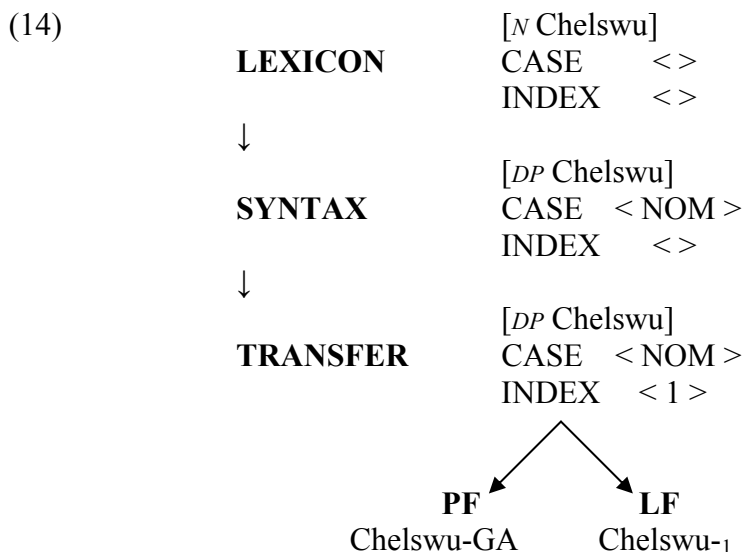 (14) [N Chelswu]
LEXICON CASE < >
INDEX < >
↓
[DP Chelswu]
SYNTAX CASE < NOM >
INDEX < >
↓
[DP Chelswu]
TRANSFER CASE < NOM >
INDEX < 1 >
PF LF
Chelswu-GA Chelswu-₁